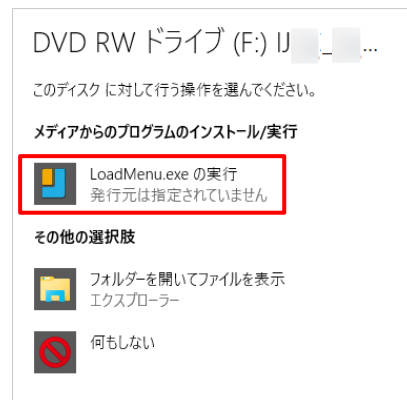 DVD RW ドライブ (F:) IJ _ ...
このディスク に対して行う操作を選んでください。
メディアからのプログラムのインストール/実行
LoadMenu.exe の実行
発行元は指定されていません
その他の選択肢
フォルダーを開いてファイルを表示
エクスプローラー
何もしない